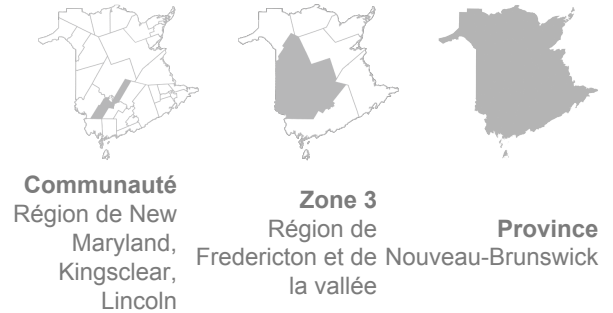 Communauté
Région de New
Maryland,
Kingsclear,
Lincoln
Zone 3
Région de
Fredericton et de
la vallée
Province
Nouveau-Brunswick